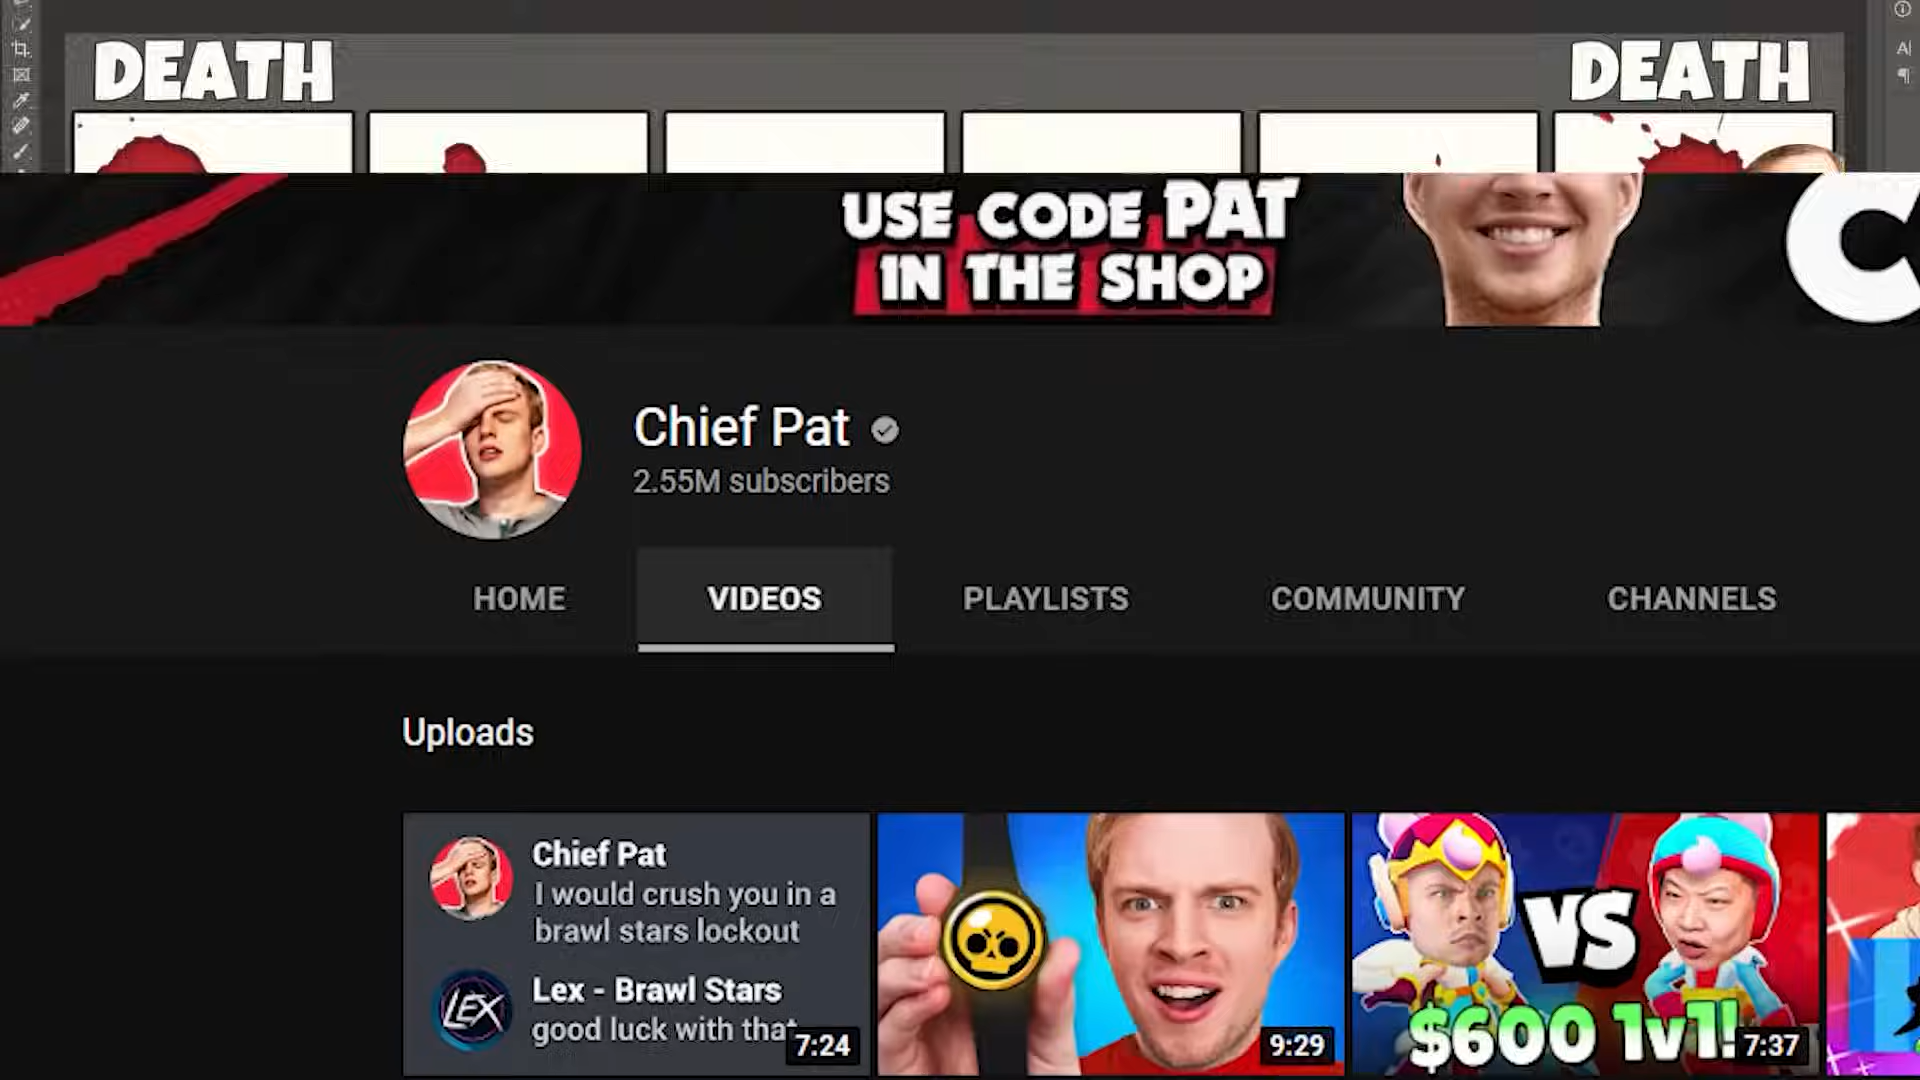 DEATH
DEATH
USE CODE PAT
IN THE SHOP
C
Chief Pat
2.55M subscribers
HOME
VIDEOS
PLAYLISTS
COMMUNITY
CHANNELS
Uploads
Chief Pat
I would crush you in a
brawl stars lockout
LEX
Lex - Brawl Stars
good luck with that
7:24
9:29
VS
$600 1v1!
7:37